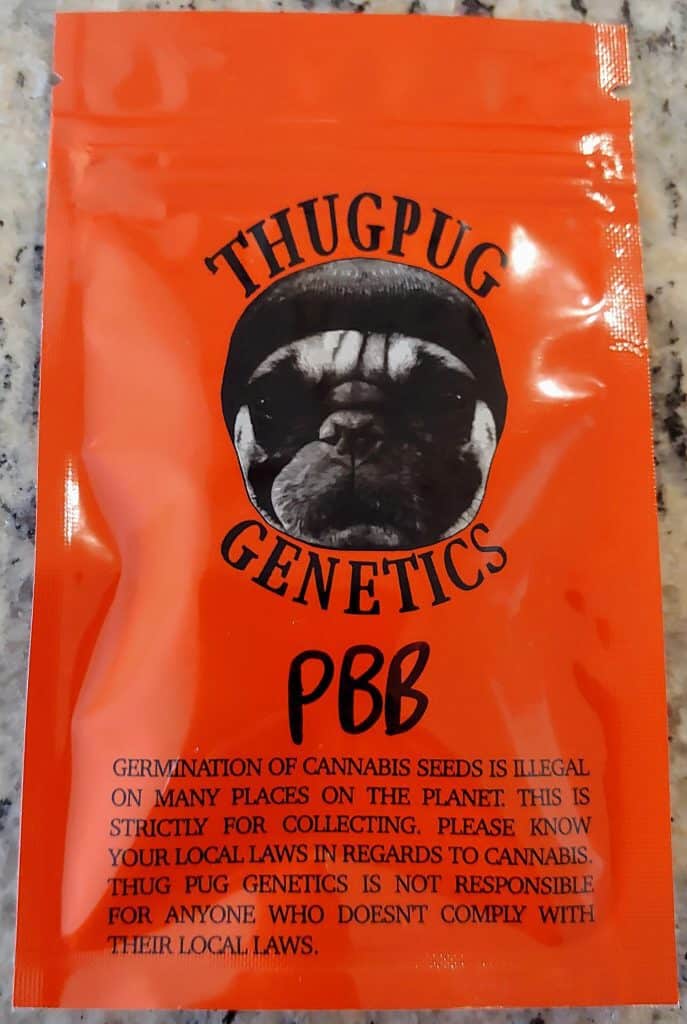 THUGPUG
GENETICS
PBB
GERMINATION OF CANNABIS SEEDS IS ILLEGAL
ON MANY PLACES ON THE PLANET. THIS IS
STRICTLY FOR COLLECTING. PLEASE KNOW
YOUR LOCAL LAWS IN REGARDS TO CANNABIS.
THUG PUG GENETICS IS NOT RESPONSIBLE
FOR ANYONE WHO DOESN'T COMPLY WITH
THEIR LOCAL LAWS.